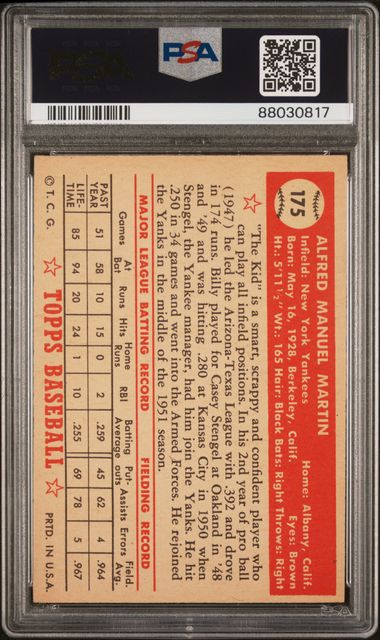 PSA
88030817
175
ALFRED MANUEL MARTIN
Infield: New York Yankees Home: Albany, Calif.
Born: May 16, 1928, Berkeley, Calif. Eyes: Brown
Ht.: 5'11½" Wt.: 165 Hair: Black Bats: Right Throws: Right
"The Kid" is a smart, scrappy and confident player who
can play all infield positions. In his 2nd year of pro ball
(1947) he led the Arizona-Texas League with .392 and drove
in 174 runs. Billy played for Casey Stengel at Oakland in '48
and '49 and was hitting .280 at Kansas City in 1950 when
Stengel, the Yankee manager, had him join the Yanks. He hit
.250 in 34 games and went into the Armed Forces. He rejoined
the Yanks in the middle of the 1951 season.
MAJOR LEAGUE BATTING RECORD FIELDING RECORD
Games At Bat Runs Hits Home Runs RBI Batting Average Put-outs Assists Errors Field. Avg.
PAST YEAR 51 58 10 15 0 2 .259 45 62 4 .964
LIFE-TIME 85 94 20 24 1 10 .255 69 78 5 .967
© T. C. G. TOPPS BASEBALL PRTD. IN U.S.A.